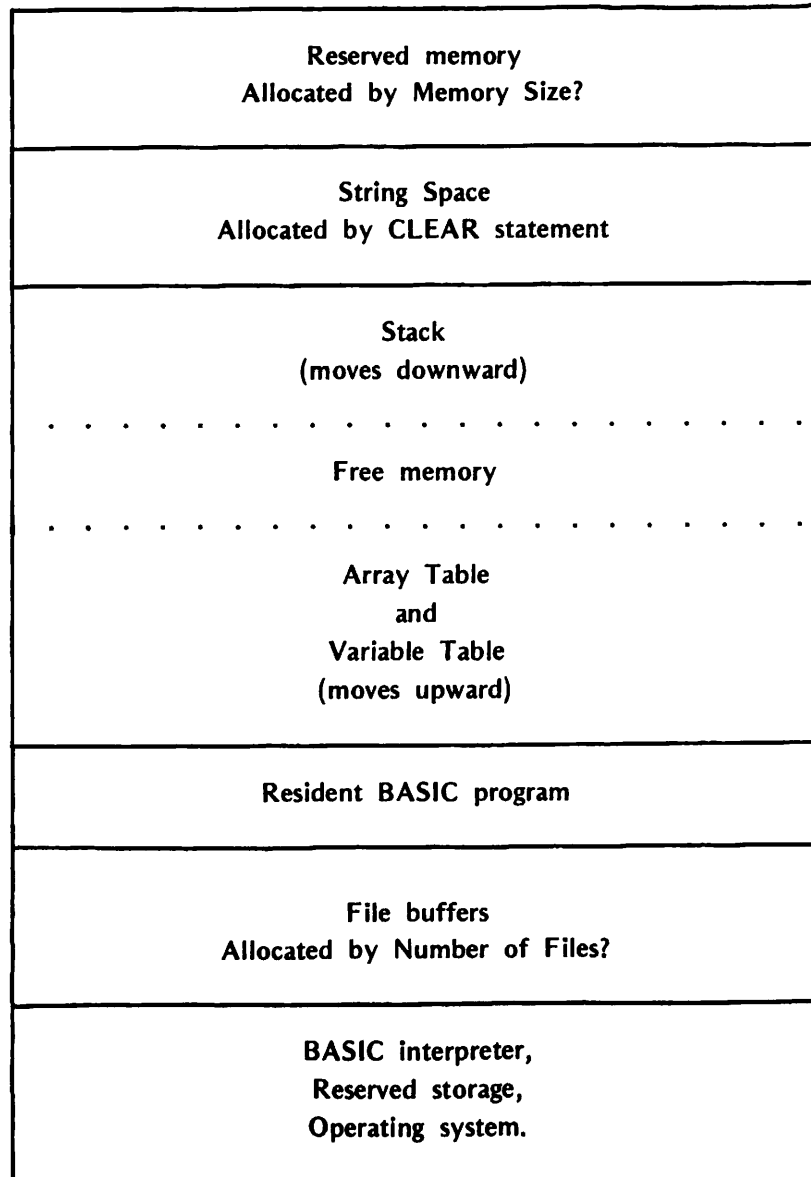 Reserved memory
Allocated by Memory Size?
String Space
Allocated by CLEAR statement
Stack
(moves downward)
Free memory
Array Table
and
Variable Table
(moves upward)
Resident BASIC program
File buffers
Allocated by Number of Files?
BASIC interpreter,
Reserved storage,
Operating system.